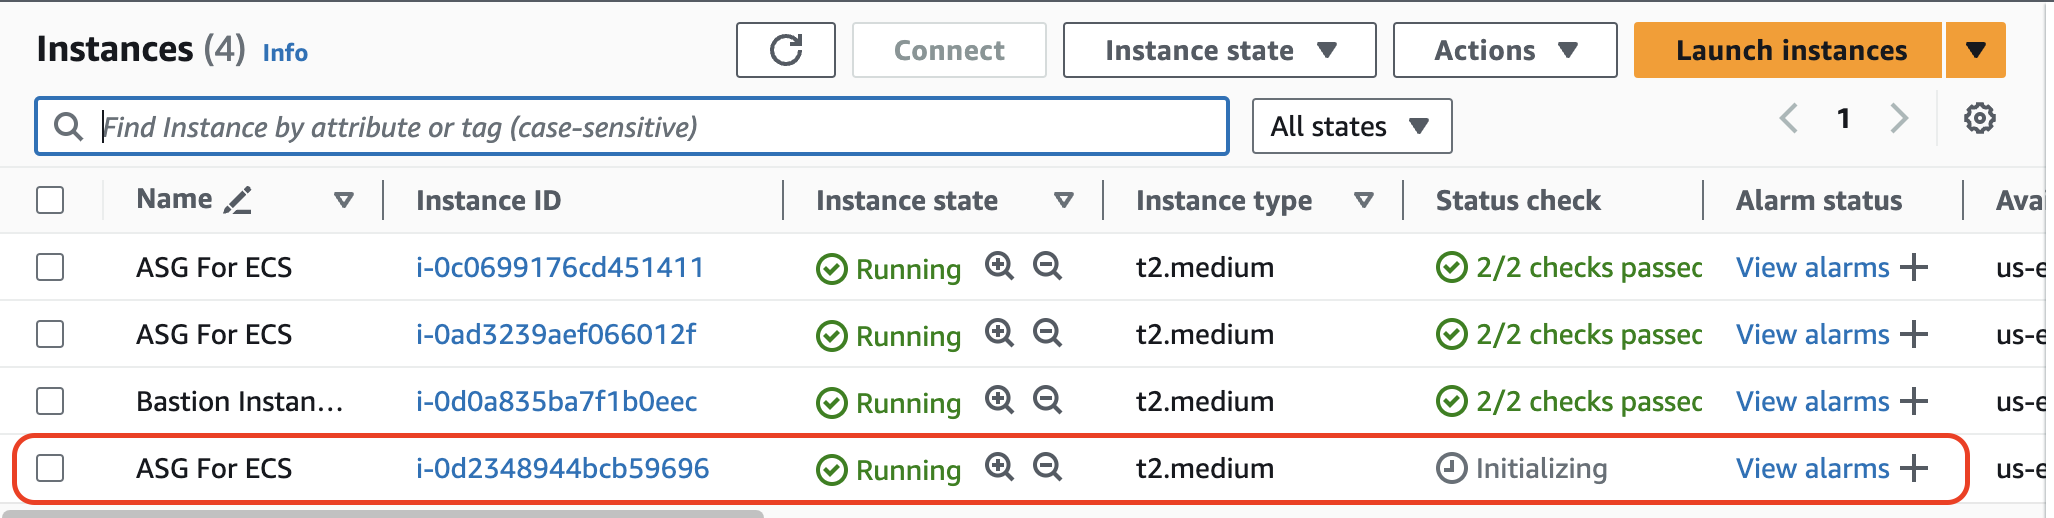 Instances (4) Info Connect Instance state Actions Launch instances
Find Instance by attribute or tag (case-sensitive) All states 1
Name Instance ID Instance state Instance type Status check Alarm status Avai
ASG For ECS i-0c0699176cd451411 Running t2.medium 2/2 checks passed View alarms us-e
ASG For ECS i-0ad3239aef066012f Running t2.medium 2/2 checks passed View alarms us-e
Bastion Instan… i-0d0a835ba7f1b0eec Running t2.medium 2/2 checks passed View alarms us-e
ASG For ECS i-0d2348944bcb59696 Running t2.medium Initializing View alarms us-e